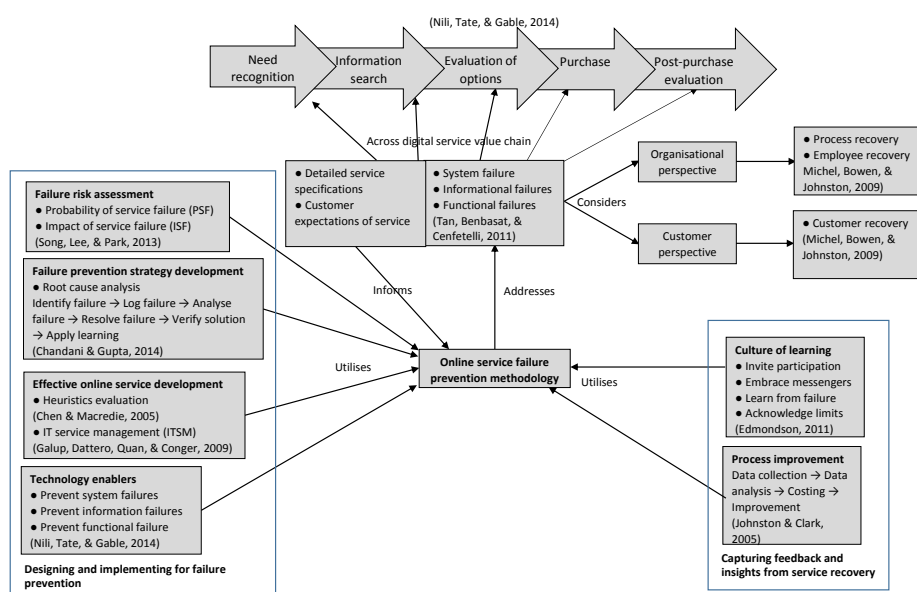 (Nili, Tate, & Gable, 2014)
Need
recognition
Information
search
Evaluation of
options
Purchase
Post-purchase
evaluation
Across digital service value chain
● Detailed service
specifications
● Customer
expectations of service
● System failure
● Informational failures
● Functional failures
(Tan, Benbasat, &
Cenfetelli, 2011)
Considers
Organisational
perspective
● Process recovery
● Employee recovery
Michel, Bowen, &
Johnston, 2009)
Customer
perspective
● Customer recovery
(Michel, Bowen, &
Johnston, 2009)
Failure risk assessment
● Probability of service failure (PSF)
● Impact of service failure (ISF)
(Song, Lee, & Park, 2013)
Failure prevention strategy development
● Root cause analysis
Identify failure → Log failure → Analyse
failure → Resolve failure → Verify solution
→ Apply learning
(Chandani & Gupta, 2014)
Effective online service development
● Heuristics evaluation
(Chen & Macredie, 2005)
● IT service management (ITSM)
(Galup, Dattero, Quan, & Conger, 2009)
Technology enablers
● Prevent system failures
● Prevent information failures
● Prevent functional failure
(Nili, Tate, & Gable, 2014)
Designing and implementing for failure
prevention
Informs
Addresses
Utilises
Online service failure
prevention methodology
Utilises
Culture of learning
● Invite participation
● Embrace messengers
● Learn from failure
● Acknowledge limits
(Edmondson, 2011)
Process improvement
Data collection → Data
analysis → Costing →
Improvement
(Johnston & Clark,
2005)
Capturing feedback and
insights from service recovery